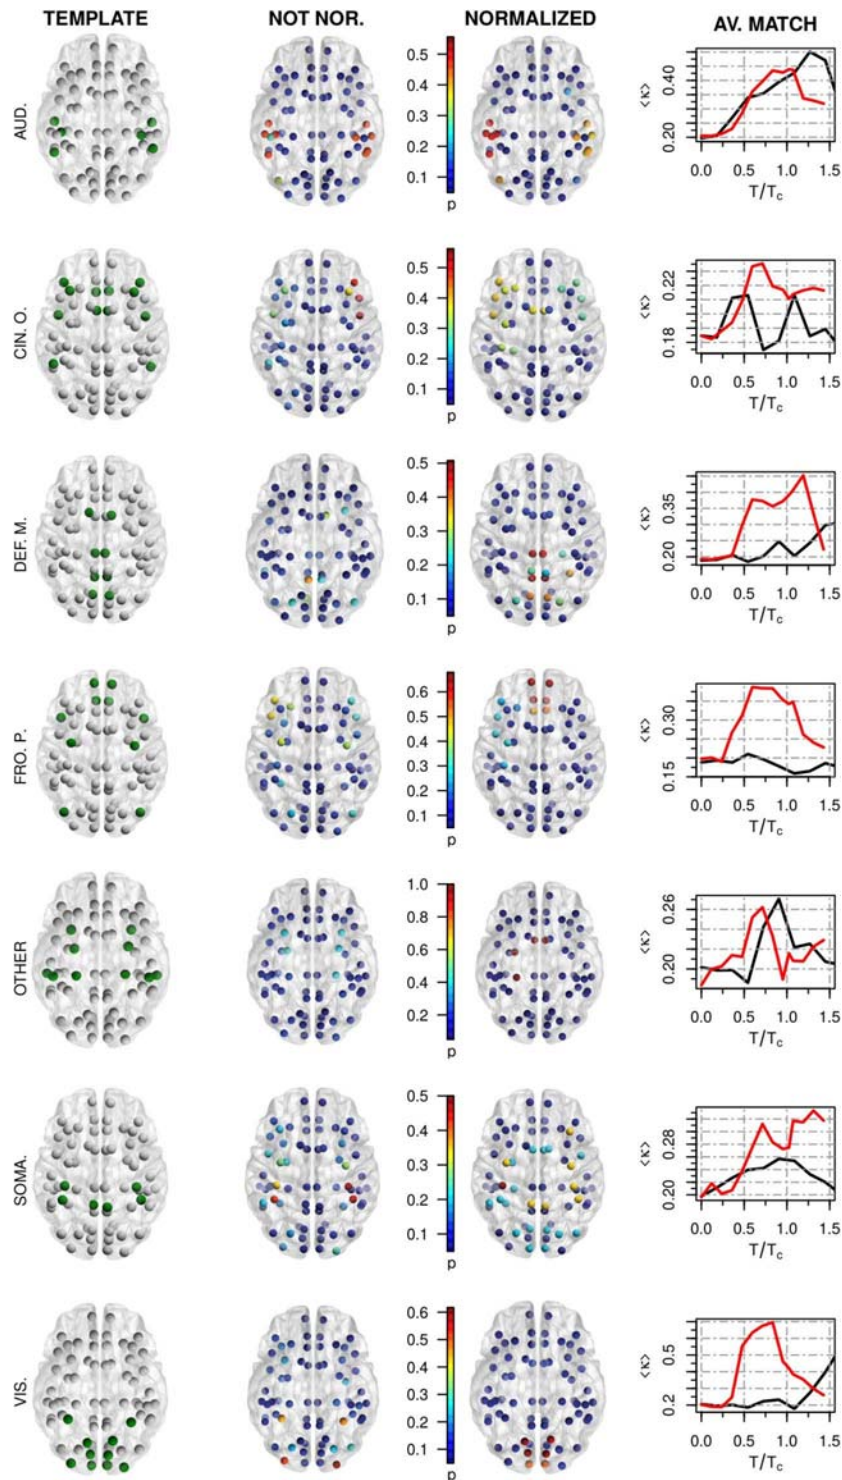 TEMPLATE NOT NOR. NORMALIZED AV. MATCH
AUD.
0.5
0.4
0.3
0.2
0.1
p
⟨κ⟩
0.40
0.20
0.0 0.5 1.0 1.5
T/Tc
CIN. O.
0.5
0.4
0.3
0.2
0.1
p
⟨κ⟩
0.22
0.18
0.0 0.5 1.0 1.5
T/Tc
DEF. M.
0.5
0.4
0.3
0.2
0.1
p
⟨κ⟩
0.35
0.20
0.0 0.5 1.0 1.5
T/Tc
FRO. P.
0.6
0.5
0.4
0.3
0.2
0.1
p
⟨κ⟩
0.30
0.15
0.0 0.5 1.0 1.5
T/Tc
OTHER
1.0
0.8
0.6
0.4
0.2
p
⟨κ⟩
0.26
0.20
0.0 0.5 1.0 1.5
T/Tc
SOMA.
0.5
0.4
0.3
0.2
0.1
p
⟨κ⟩
0.28
0.20
0.0 0.5 1.0 1.5
T/Tc
VIS.
0.6
0.5
0.4
0.3
0.2
0.1
p
⟨κ⟩
0.5
0.2
0.0 0.5 1.0 1.5
T/Tc